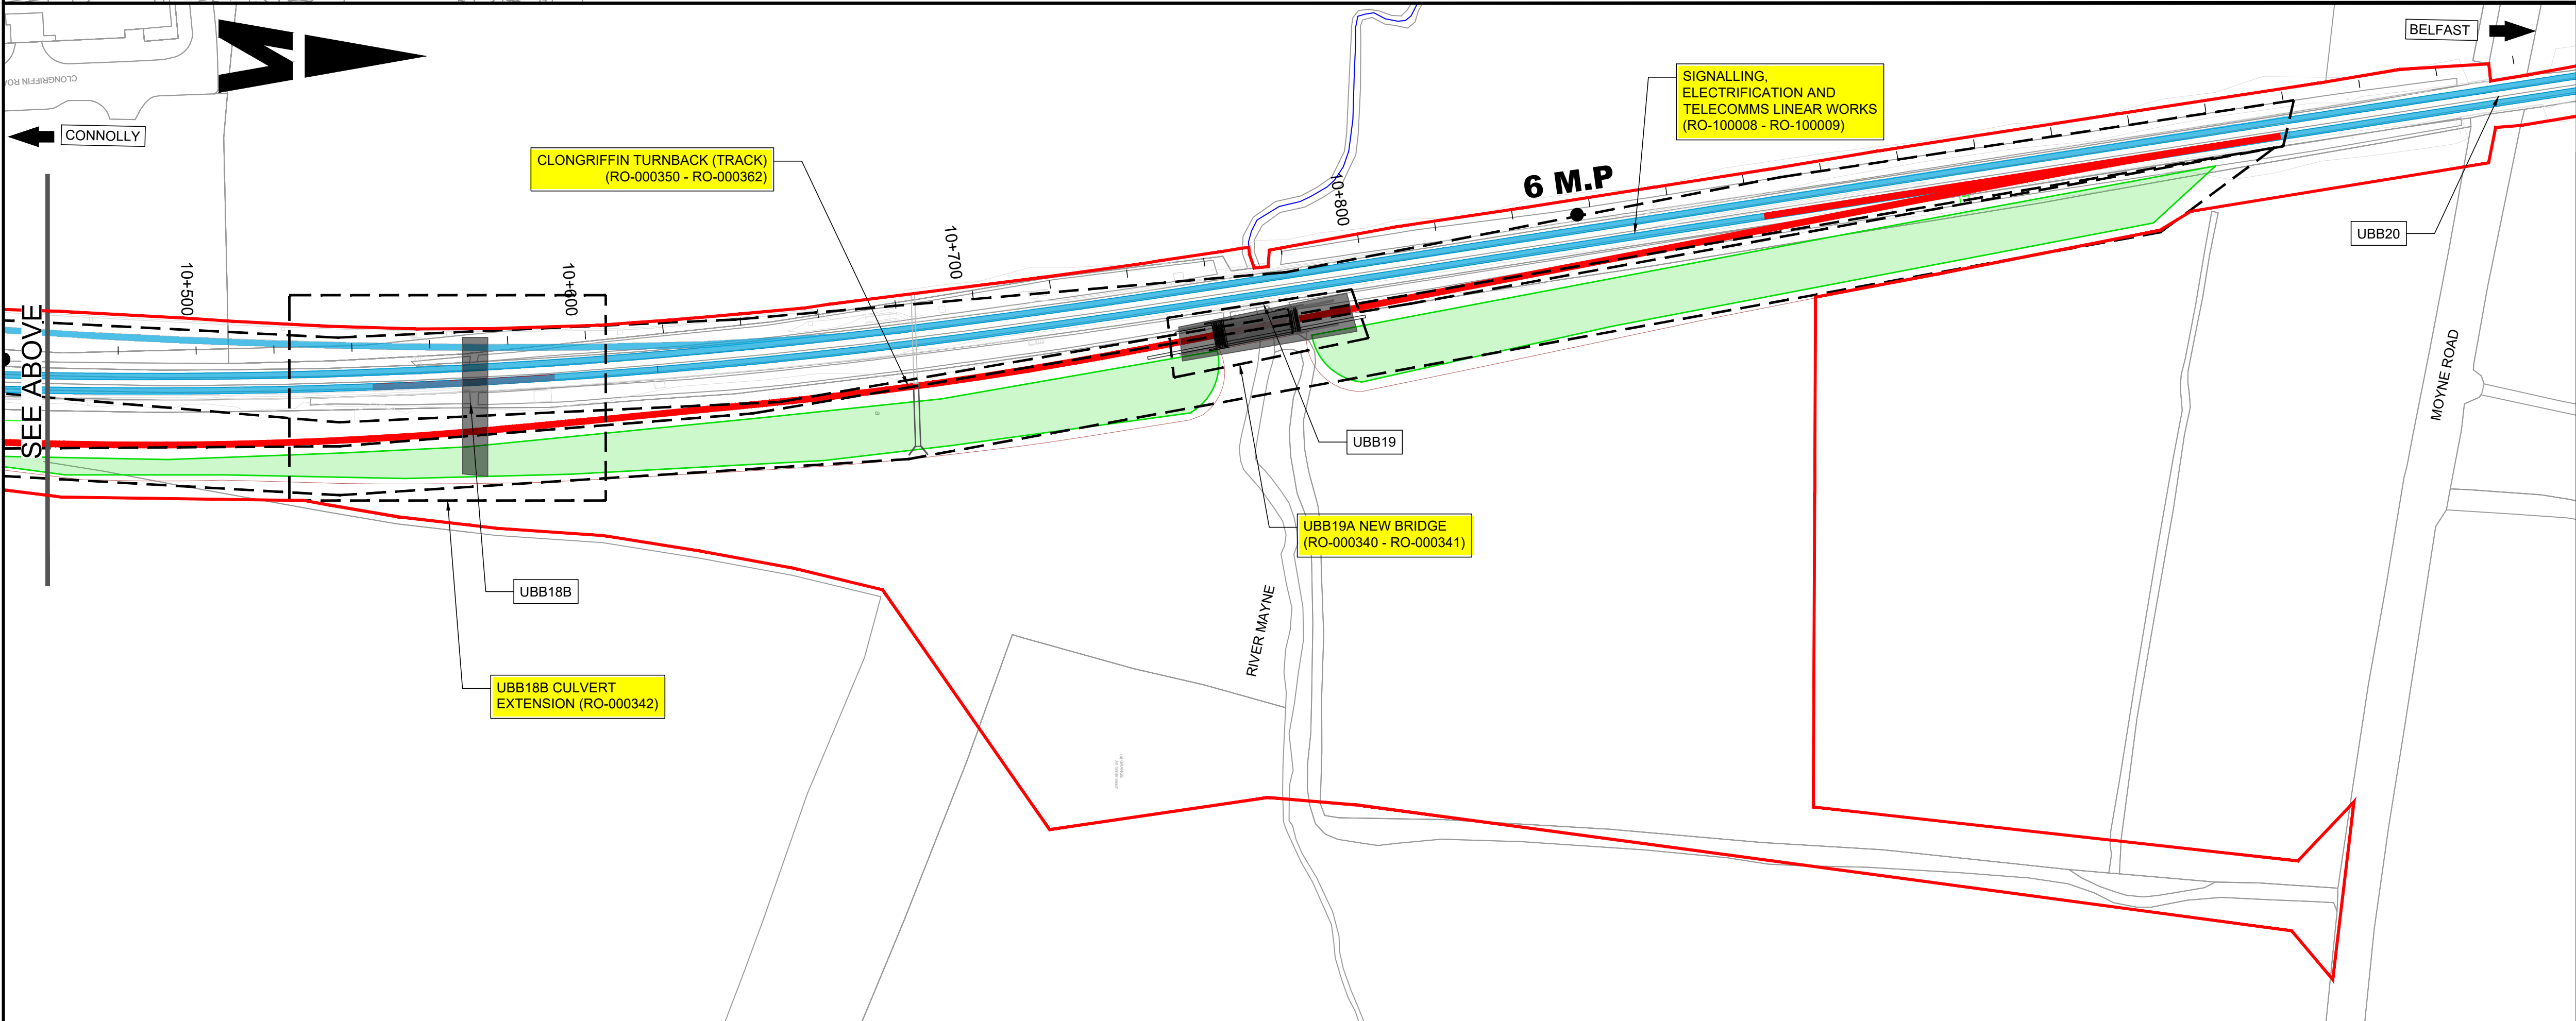 BELFAST
CLONGRIFFIN ROA
CONNOLLY
SIGNALLING,
ELECTRIFICATION AND
TELECOMMS LINEAR WORKS
(RO-100008 - RO-100009)
CLONGRIFFIN TURNBACK (TRACK)
(RO-000350 - RO-000362)
6 M.P
10+500
10+600
10+700
10+800
UBB20
SEE ABOVE
MOYNE ROAD
UBB19
UBB19A NEW BRIDGE
(RO-000340 - RO-000341)
UBB18B
RIVER MAYNE
UBB18B CULVERT
EXTENSION (RO-000342)